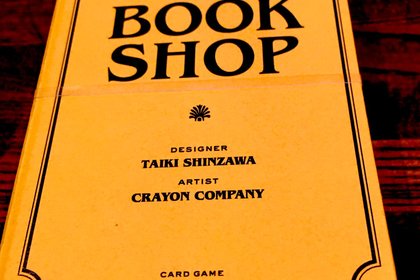 BOOK
SHOP
DESIGNER
TAIKI SHINZAWA
ARTIST
CRAYON COMPANY
CARD GAME